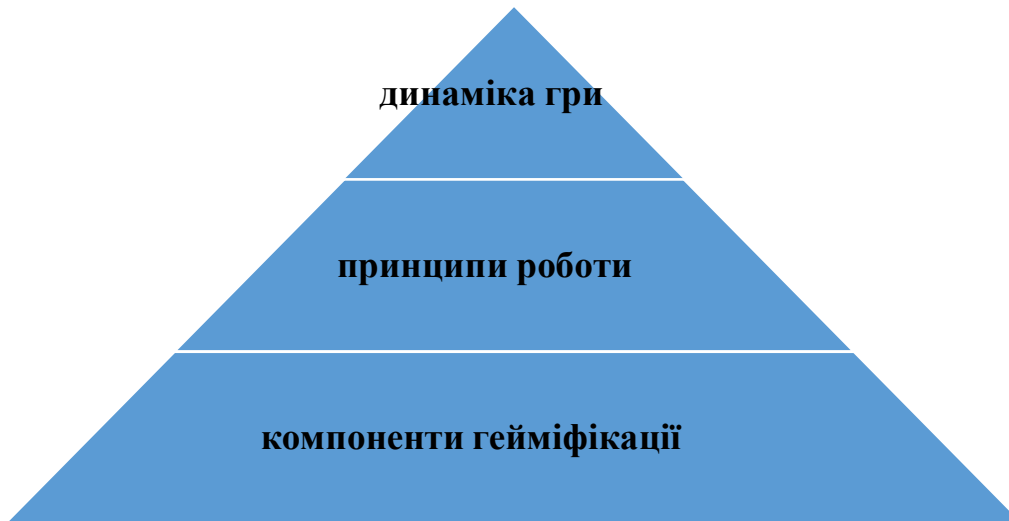 динаміка гри
принципи роботи
компоненти гейміфікації